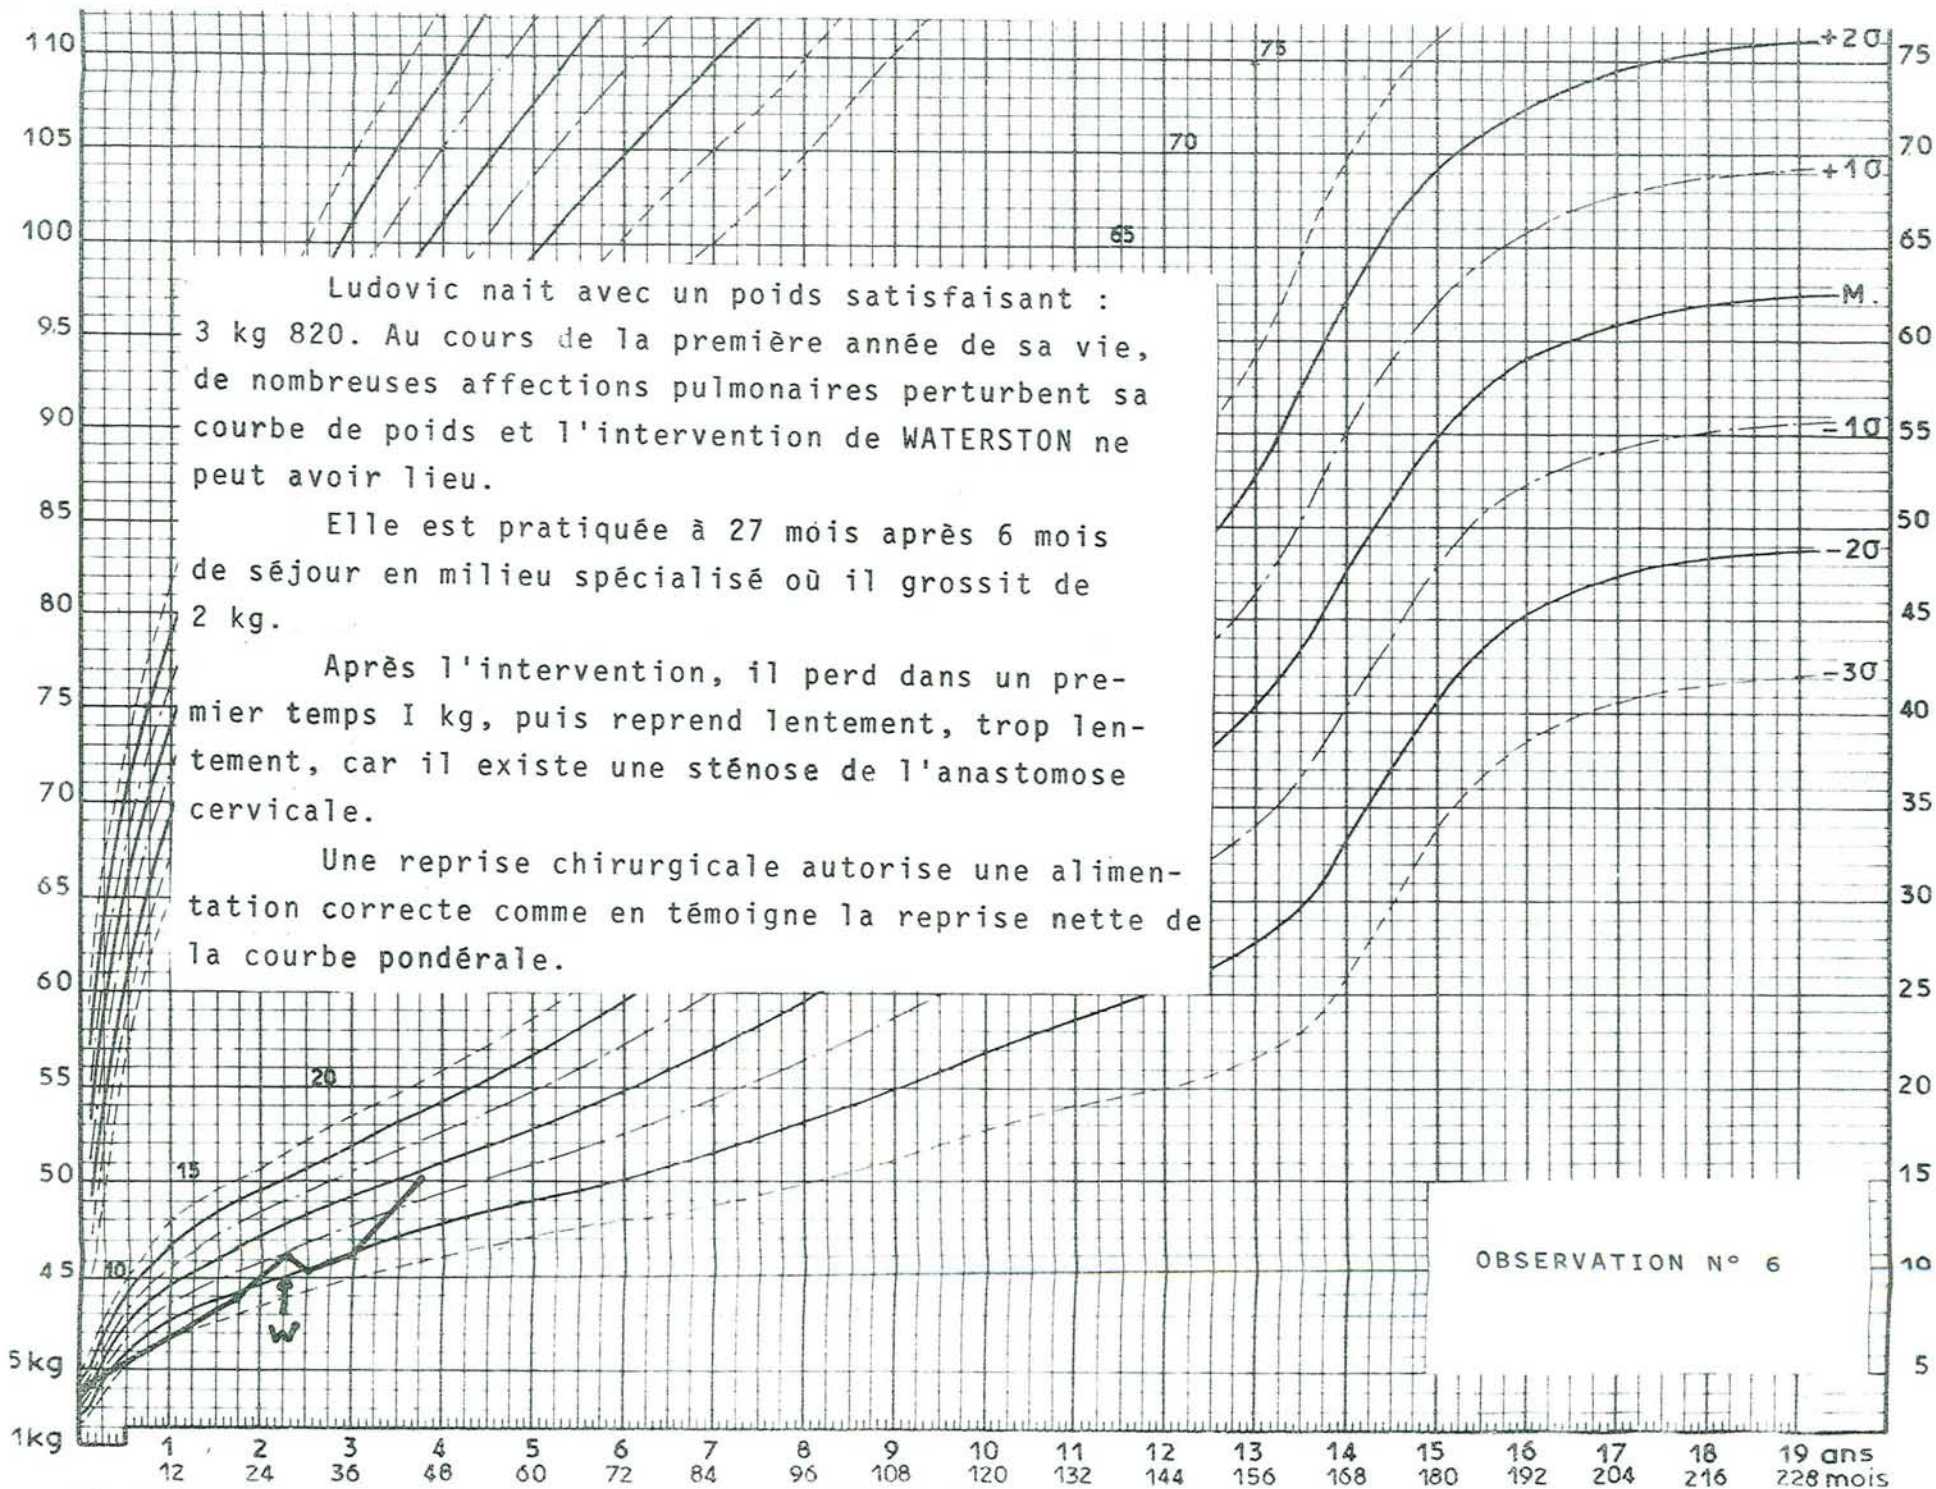 110
105
100
95
90
85
80
75
70
65
60
55
50
45
5 kg
1kg
75
70
65
20
15
10
Ludovic nait avec un poids satisfaisant :
3 kg 820. Au cours de la première année de sa vie,
de nombreuses affections pulmonaires perturbent sa
courbe de poids et l'intervention de WATERSTON ne
peut avoir lieu.
Elle est pratiquée à 27 mois après 6 mois
de séjour en milieu spécialisé où il grossit de
2 kg.
Après l'intervention, il perd dans un pre-
mier temps I kg, puis reprend lentement, trop len-
tement, car il existe une sténose de l'anastomose
cervicale.
Une reprise chirurgicale autorise une alimen-
tation correcte comme en témoigne la reprise nette de
la courbe pondérale.
+2σ
+1σ
M.
-1σ
-2σ
-3σ
75
70
65
60
55
50
45
40
35
30
25
20
15
10
5
W
OBSERVATION N° 6
1 2 3 4 5 6 7 8 9 10 11 12 13 14 15 16 17 18 19 ans
12 24 36 48 60 72 84 96 108 120 132 144 156 168 180 192 204 216 228 mois